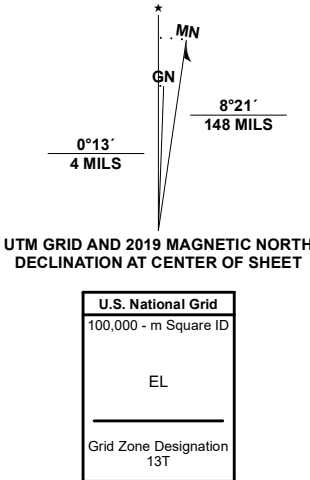 ★
MN
GN
8°21´
148 MILS
0°13´
4 MILS
UTM GRID AND 2019 MAGNETIC NORTH
DECLINATION AT CENTER OF SHEET
U.S. National Grid
100,000 - m Square ID
EL
Grid Zone Designation
13T